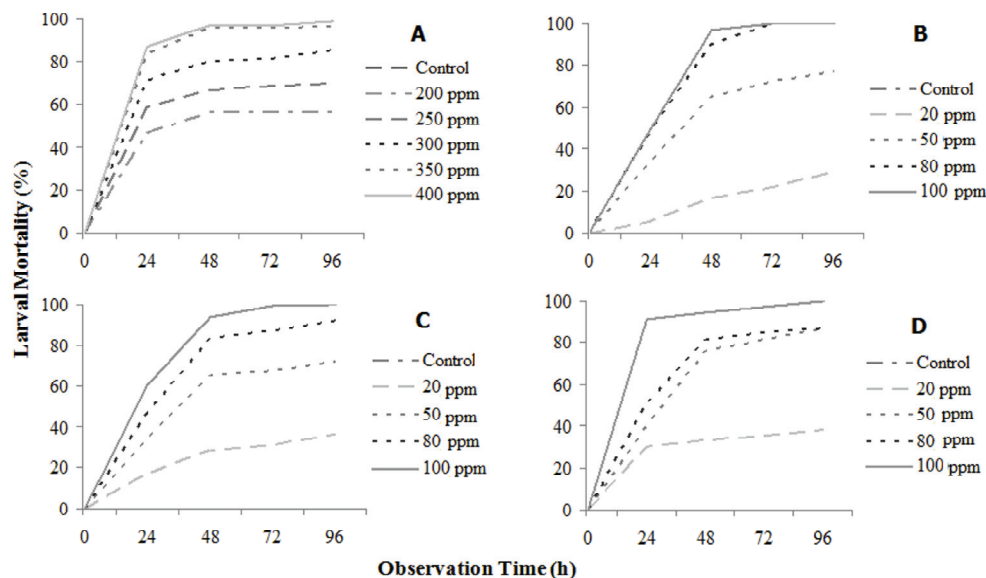 Larval Mortality (%)
A
100
80
60
40
20
0
0 24 48 72 96
Control
200 ppm
250 ppm
300 ppm
350 ppm
400 ppm
B
100
80
60
40
20
0
0 24 48 72 96
Control
20 ppm
50 ppm
80 ppm
100 ppm
C
100
80
60
40
20
0
0 24 48 72 96
Control
20 ppm
50 ppm
80 ppm
100 ppm
D
100
80
60
40
20
0
0 24 48 72 96
Control
20 ppm
50 ppm
80 ppm
100 ppm
Observation Time (h)